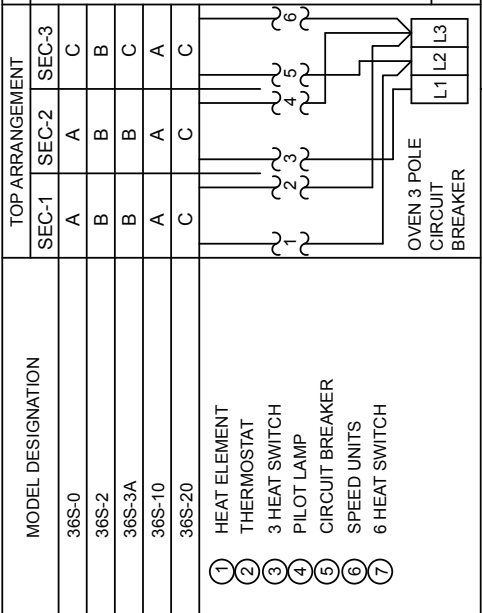 MODEL DESIGNATION TOP ARRANGEMENT
SEC-1 SEC-2 SEC-3
36S-0 A A C
36S-2 B B B
36S-3A B B C
36S-10 A A A
36S-20 C C C
1 HEAT ELEMENT
2 THERMOSTAT
3 3 HEAT SWITCH
4 PILOT LAMP
5 CIRCUIT BREAKER
6 SPEED UNITS
7 6 HEAT SWITCH
1 2 3 4 5 6
OVEN 3 POLE
CIRCUIT
BREAKER
L1 L2 L3